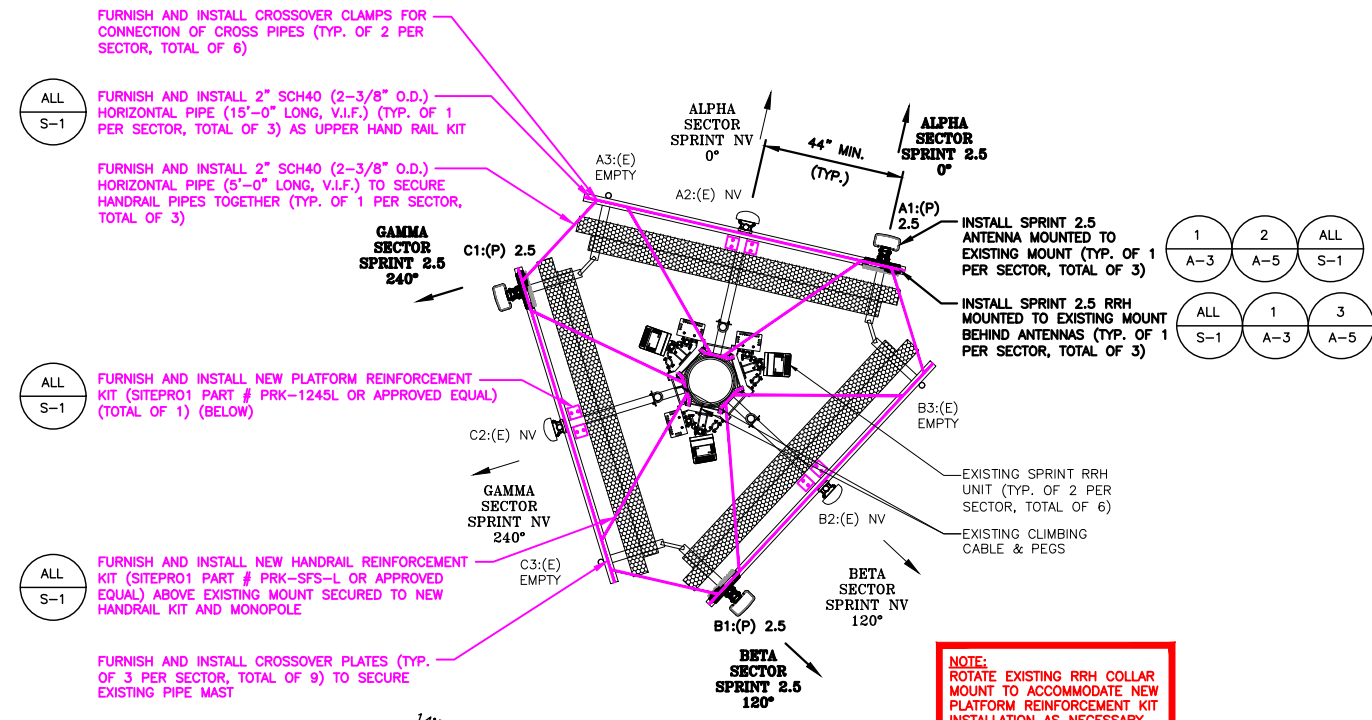 FURNISH AND INSTALL CROSSOVER CLAMPS FOR
CONNECTION OF CROSS PIPES (TYP. OF 2 PER
SECTOR, TOTAL OF 6)
ALL
S-1
FURNISH AND INSTALL 2" SCH40 (2-3/8" O.D.)
HORIZONTAL PIPE (15'-0" LONG, V.I.F.) (TYP. OF 1
PER SECTOR, TOTAL OF 3) AS UPPER HAND RAIL KIT
FURNISH AND INSTALL 2" SCH40 (2-3/8" O.D.)
HORIZONTAL PIPE (5'-0" LONG, V.I.F.) TO SECURE
HANDRAIL PIPES TOGETHER (TYP. OF 1 PER SECTOR,
TOTAL OF 3)
ALPHA
SECTOR
SPRINT NV
0°
44" MIN.
(TYP.)
ALPHA
SECTOR
SPRINT 2.5
0°
A3:(E)
EMPTY
A2:(E) NV
A1:(P)
2.5
GAMMA
SECTOR
SPRINT 2.5
240°
C1:(P) 2.5
INSTALL SPRINT 2.5
ANTENNA MOUNTED TO
EXISTING MOUNT (TYP. OF 1
PER SECTOR, TOTAL OF 3)
1
A-3
2
A-5
ALL
S-1
INSTALL SPRINT 2.5 RRH
MOUNTED TO EXISTING MOUNT
BEHIND ANTENNAS (TYP. OF 1
PER SECTOR, TOTAL OF 3)
ALL
S-1
1
A-3
3
A-5
ALL
S-1
FURNISH AND INSTALL NEW PLATFORM REINFORCEMENT
KIT (SITEPRO1 PART # PRK-1245L OR APPROVED EQUAL)
(TOTAL OF 1) (BELOW)
C2:(E) NV
B3:(E)
EMPTY
GAMMA
SECTOR
SPRINT NV
240°
EXISTING SPRINT RRH
UNIT (TYP. OF 2 PER
SECTOR, TOTAL OF 6)
B2:(E) NV
EXISTING CLIMBING
CABLE & PEGS
ALL
S-1
FURNISH AND INSTALL NEW HANDRAIL REINFORCEMENT
KIT (SITEPRO1 PART # PRK-SFS-L OR APPROVED
EQUAL) ABOVE EXISTING MOUNT SECURED TO NEW
HANDRAIL KIT AND MONOPOLE
C3:(E)
EMPTY
BETA
SECTOR
SPRINT NV
120°
B1:(P) 2.5
BETA
SECTOR
SPRINT 2.5
120°
FURNISH AND INSTALL CROSSOVER PLATES (TYP.
OF 3 PER SECTOR, TOTAL OF 9) TO SECURE
EXISTING PIPE MAST
NOTE:
ROTATE EXISTING RRH COLLAR
MOUNT TO ACCOMMODATE NEW
PLATFORM REINFORCEMENT KIT
INSTALLATION AS NECESSARY